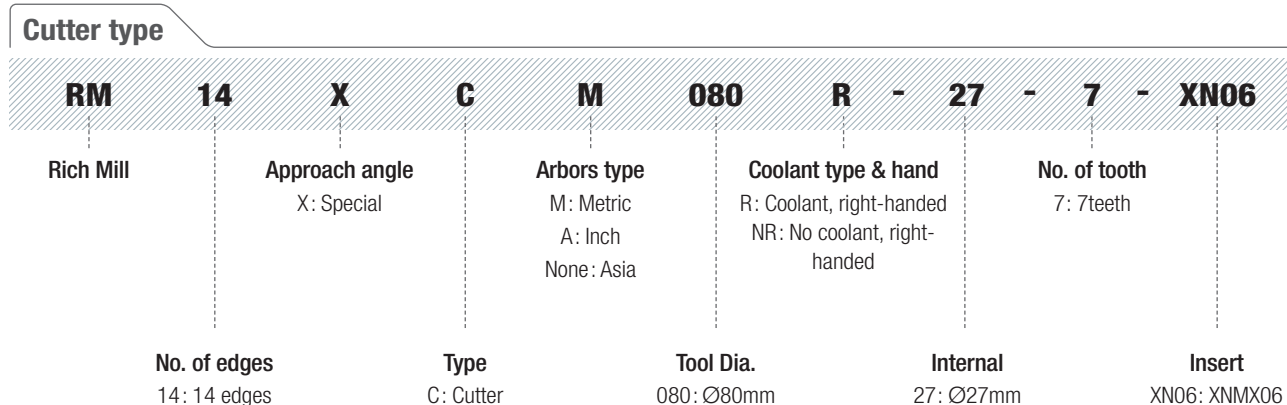 Cutter type
RM 14 X C M 080 R - 27 - 7 - XN06
Rich Mill
Approach angle
X: Special
Arbors type
M: Metric
A: Inch
None: Asia
Coolant type & hand
R: Coolant, right-handed
NR: No coolant, right-
handed
No. of tooth
7: 7teeth
No. of edges
14: 14 edges
Type
C: Cutter
Tool Dia.
080: Ø80mm
Internal
27: Ø27mm
Insert
XN06: XNMX06